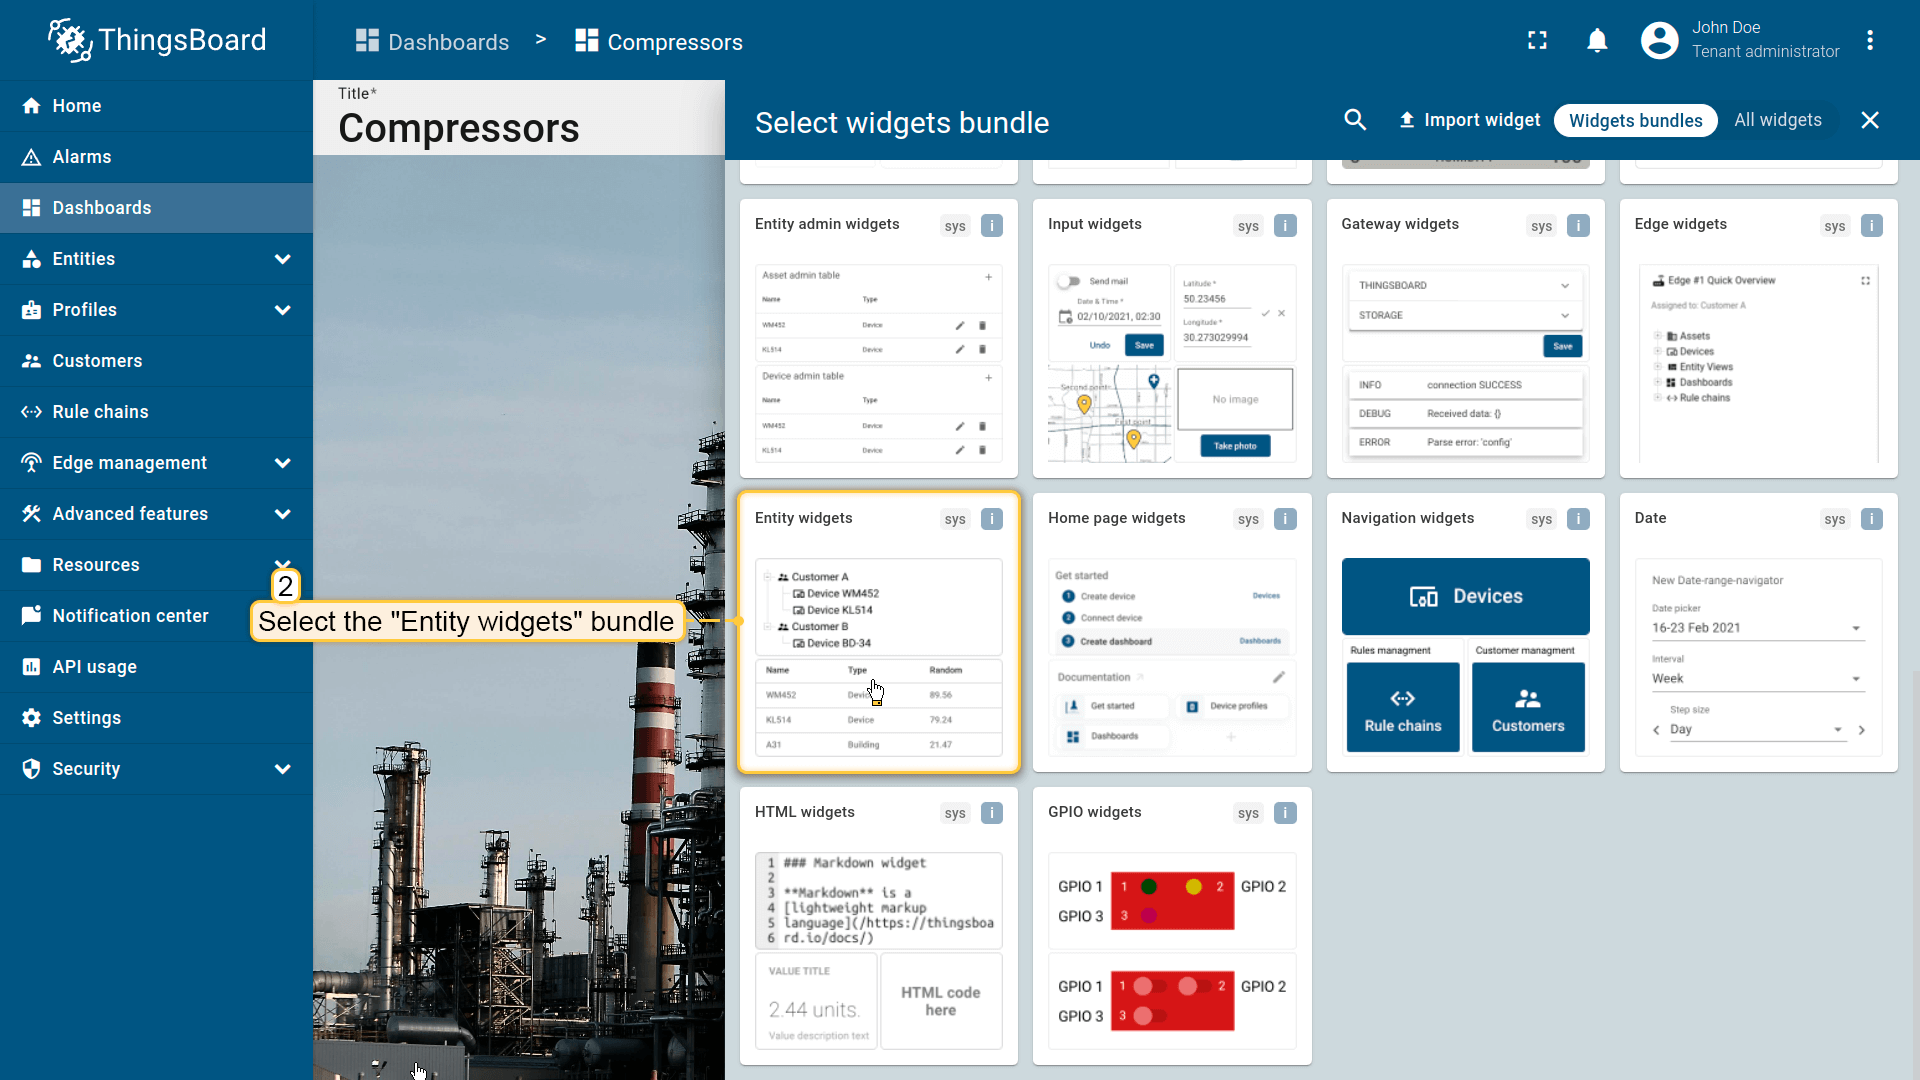 ThingsBoard
Dashboards > Compressors
John Doe
Tenant administrator
Home
Alarms
Dashboards
Entities
Profiles
Customers
Rule chains
Edge management
Advanced features
Resources
Notification center
API usage
Settings
Security
Title*
Compressors
2
Select the "Entity widgets" bundle
Select widgets bundle
Import widget
Widgets bundles
All widgets
Entity admin widgets
sys
i
Asset admin table
+
Name Type
WM452 Device
KL514 Device
Device admin table
+
Name Type
WM452 Device
KL514 Device
Input widgets
sys
i
Send mail
Date & Time *
02/10/2021, 02:30
Undo
Save
Latitude *
50.23456
Longitude *
30.273029994
Second point
First point
No image
Take photo
Gateway widgets
sys
i
THINGSBOARD
STORAGE
Save
INFO connection SUCCESS
DEBUG Received data: {}
ERROR Parse error: 'config'
Edge widgets
sys
i
Edge #1 Quick Overview
Assigned to: Customer A
Assets
Devices
Entity Views
Dashboards
Rule chains
Entity widgets
sys
i
Customer A
Device WM452
Device KL514
Customer B
Device BD-34
Name Type Random
WM452 89.56
KL514 Device 79.24
A31 Building 21.47
Home page widgets
sys
i
Get started
1 Create device Devices
2 Connect device
3 Create dashboard Dashboards
Documentation
Get started
Device profiles
Dashboards
+
Navigation widgets
sys
i
Devices
Rules managment
Customer managment
Rule chains
Customers
Date
sys
i
New Date-range-navigator
Date picker
16-23 Feb 2021
Interval
Week
Step size
Day
HTML widgets
sys
i
1 ### Markdown widget
2
3 **Markdown** is a
4 [lightweight markup
5 language](/https://thingsboa
6 rd.io/docs/)
VALUE TITLE
2.44 units.
Value description text
HTML code
here
GPIO widgets
sys
i
GPIO 1 1 2 GPIO 2
GPIO 3 3
GPIO 1 1 2 GPIO 2
GPIO 3 3